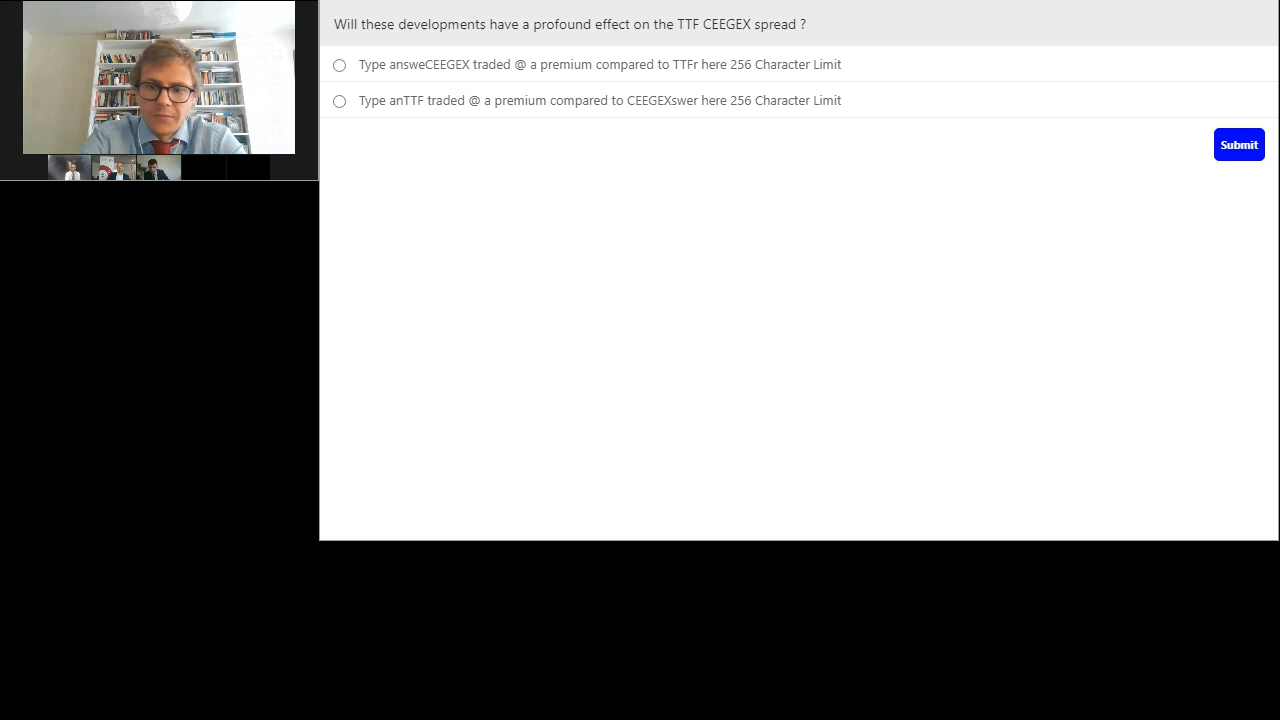 Will these developments have a profound effect on the TTF CEEGEX spread ?
Type answeCEEGEX traded @ a premium compared to TTFr here 256 Character Limit
Type anTTF traded @ a premium compared to CEEGEXswer here 256 Character Limit
Submit